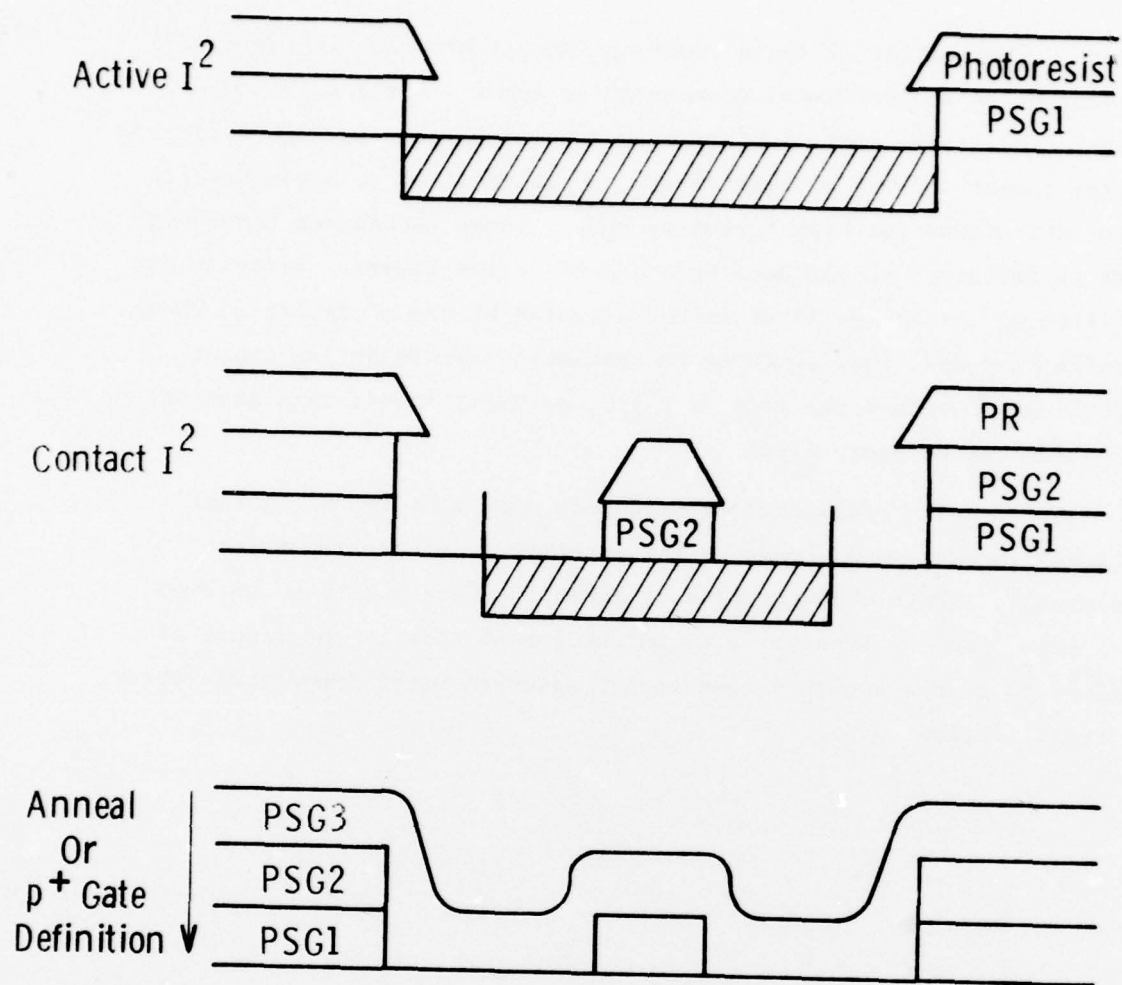 Active I²
Photoresist
PSG1
Contact I²
PR
PSG2
PSG2
PSG1
Anneal
Or
p⁺ Gate
Definition
PSG3
PSG2
PSG1